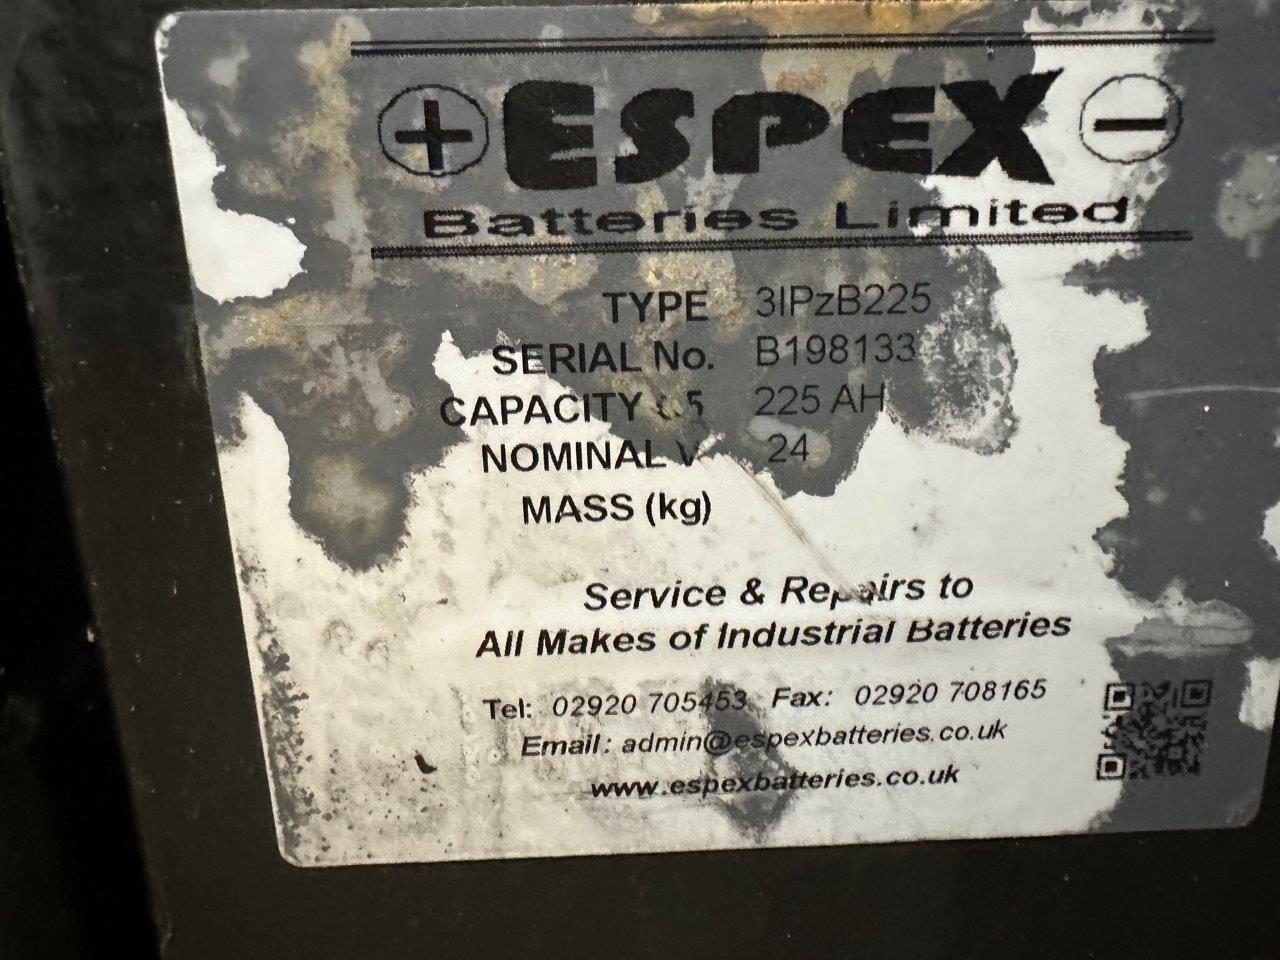 + ESPEX -
Batteries Limited
TYPE 3IPzB225
SERIAL No. B198133
CAPACITY 225 AH
NOMINAL V 24
MASS (kg)
Service & Repairs to
All Makes of Industrial Batteries
Tel: 02920 705453 Fax: 02920 708165
Email: admin@espexbatteries.co.uk
www.espexbatteries.co.uk